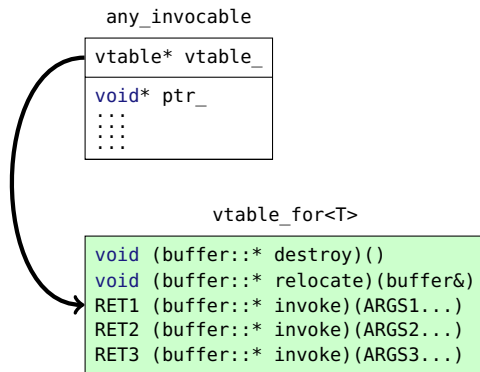 any_invocable
vtable* vtable_
void* ptr_
...
...
...
...
vtable_for<T>
void (buffer::* destroy)()
void (buffer::* relocate)(buffer&)
RET1 (buffer::* invoke)(ARGS1...)
RET2 (buffer::* invoke)(ARGS2...)
RET3 (buffer::* invoke)(ARGS3...)